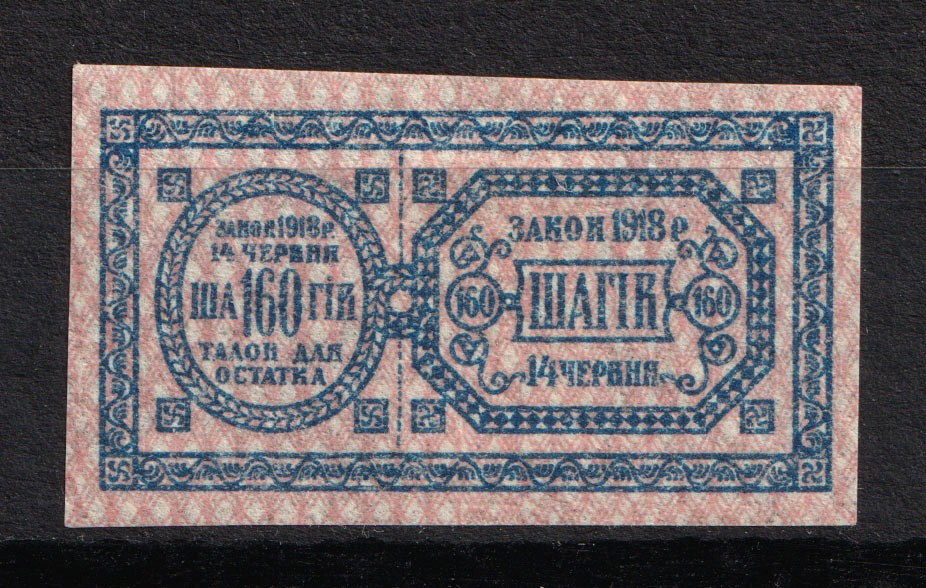 ЗАКОН 1918 р.
14 ЧЕРВНЯ
ША 160 ГІВ
ТАЛОН ДЛЯ
ОСТАТКА
ЗАКОН 1918 р
160 ШАГІВ 160
14 ЧЕРВНЯ